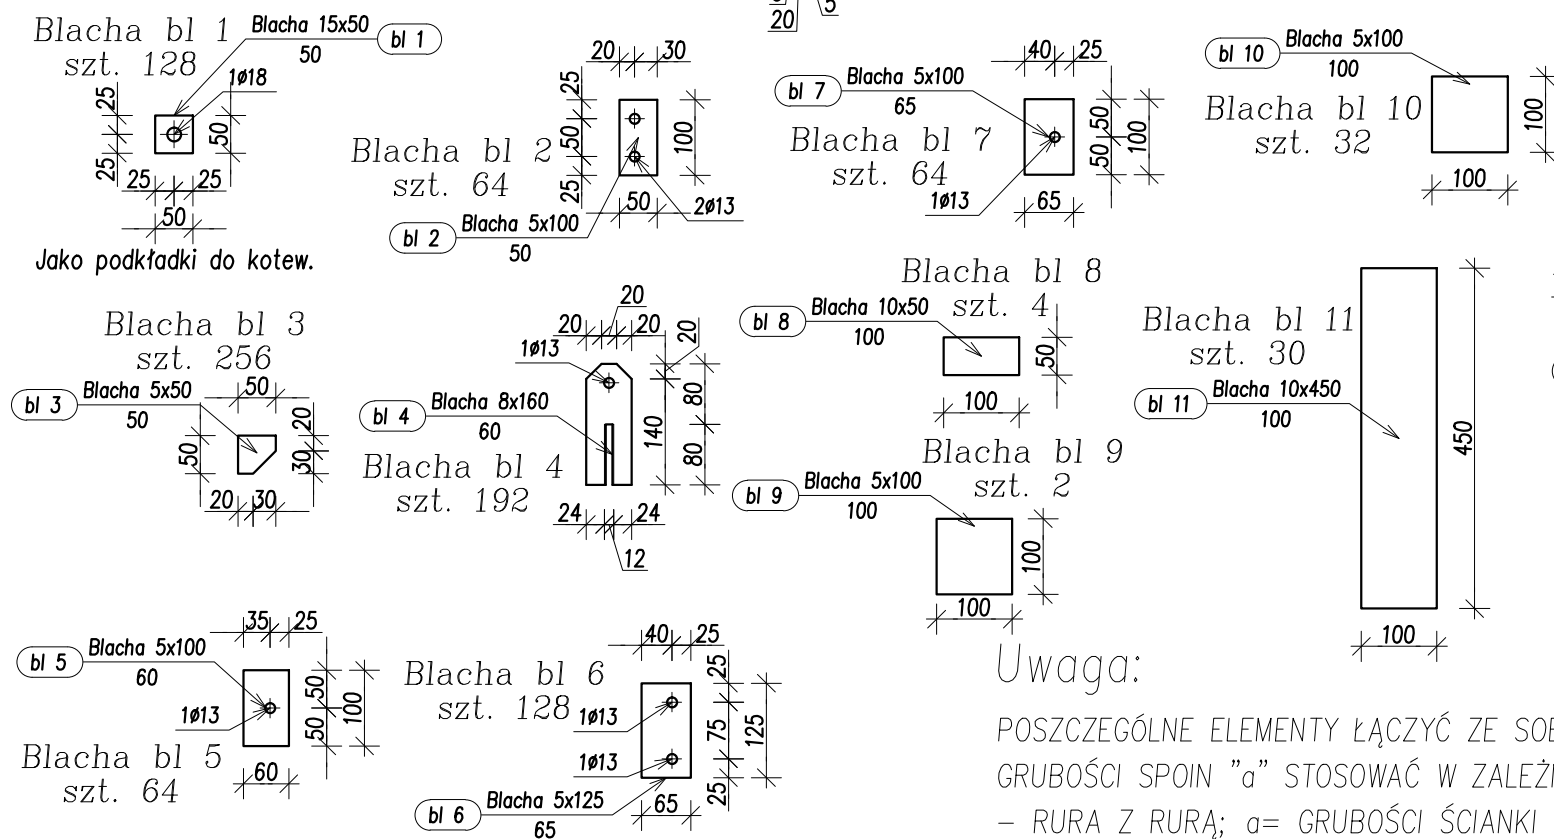 Blacha bl 1
szt. 128
Blacha 15x50
50
bl 1
1ø18
25
25
50
25
25
50
Jako podkładki do kotew.
20
5
Blacha bl 2
szt. 64
20
30
25
50
25
100
50
2ø13
bl 2
Blacha 5x100
50
bl 7
Blacha 5x100
65
Blacha bl 7
szt. 64
1ø13
40
25
50
50
100
65
bl 10
Blacha 5x100
100
Blacha bl 10
szt. 32
100
100
Blacha bl 3
szt. 256
bl 3
Blacha 5x50
50
50
50
20
30
20
30
20
20
20
20
1ø13
bl 4
Blacha 8x160
60
Blacha bl 4
szt. 192
140
80
80
24
24
12
Blacha bl 8
szt. 4
bl 8
Blacha 10x50
100
50
100
Blacha bl 9
szt. 2
bl 9
Blacha 5x100
100
100
100
Blacha bl 11
szt. 30
bl 11
Blacha 10x450
100
450
100
35
25
bl 5
Blacha 5x100
60
1ø13
50
50
100
60
Blacha bl 5
szt. 64
Blacha bl 6
szt. 128
40
25
1ø13
1ø13
25
75
25
125
65
bl 6
Blacha 5x125
65
Uwaga:
POSZCZEGÓLNE ELEMENTY ŁĄCZYĆ ZE
GRUBOŚCI SPOIN "a" STOSOWAĆ W
– RURA Z RURĄ; a= GRUBOŚCI ŚCIANKI